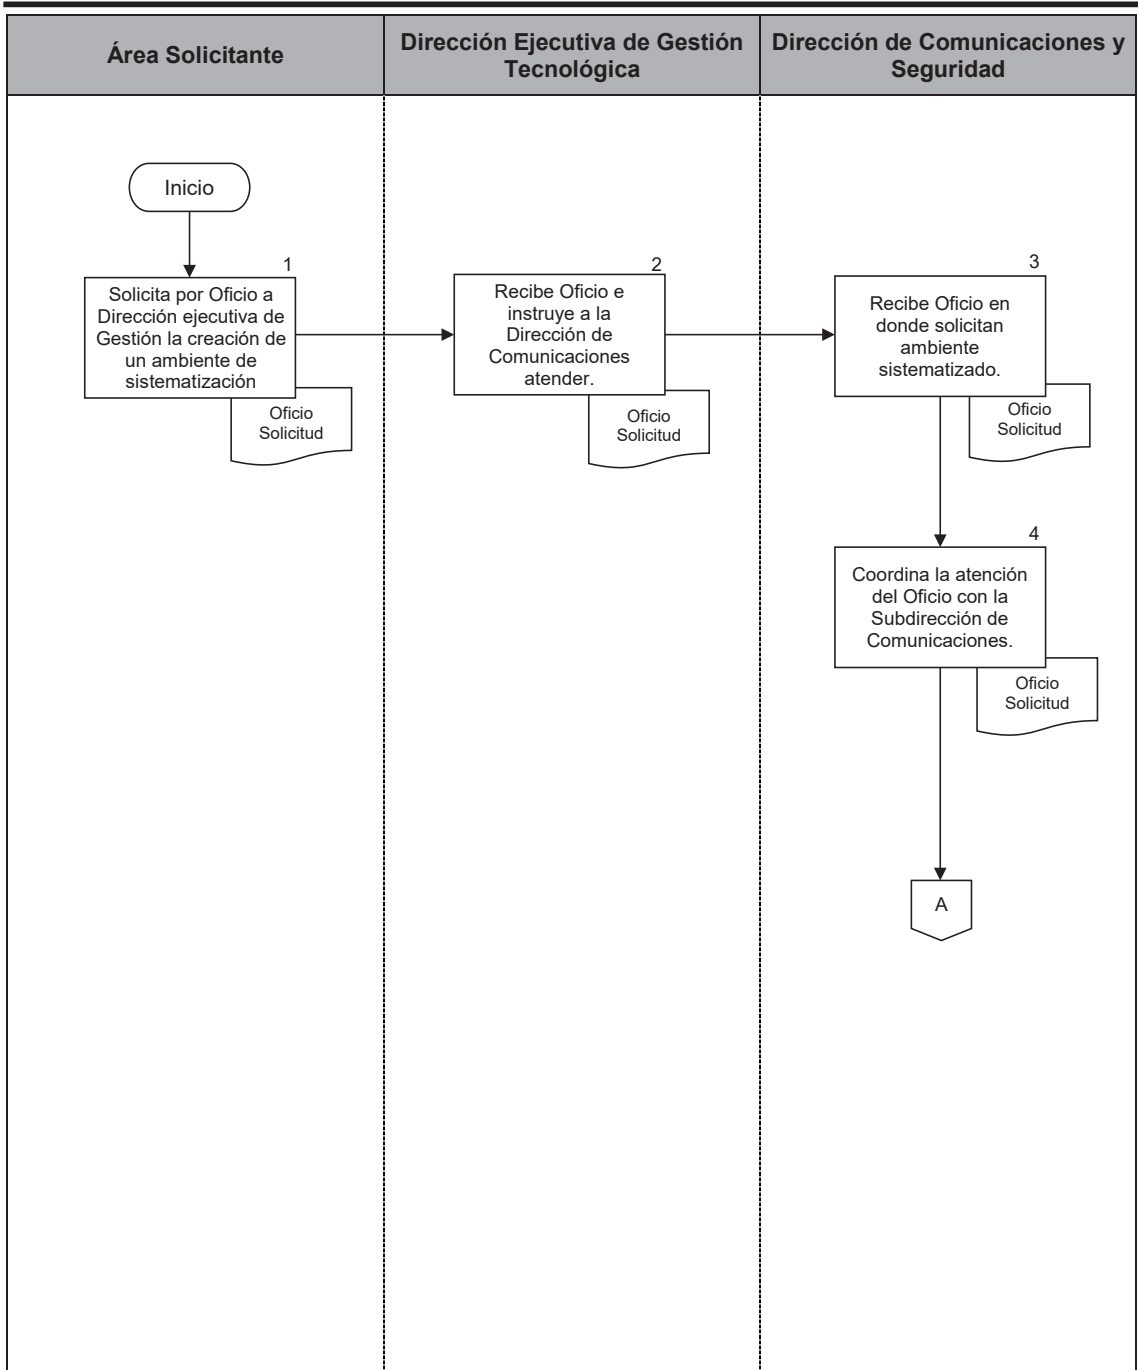 Área Solicitante
Dirección Ejecutiva de Gestión
Tecnológica
Dirección de Comunicaciones y
Seguridad
Inicio
1
Solicita por Oficio a
Dirección ejecutiva de
Gestión la creación de
un ambiente de
sistematización
Oficio
Solicitud
2
Recibe Oficio e
instruye a la
Dirección de
Comunicaciones
atender.
Oficio
Solicitud
3
Recibe Oficio en
donde solicitan
ambiente
sistematizado.
Oficio
Solicitud
4
Coordina la atención
del Oficio con la
Subdirección de
Comunicaciones.
Oficio
Solicitud
A